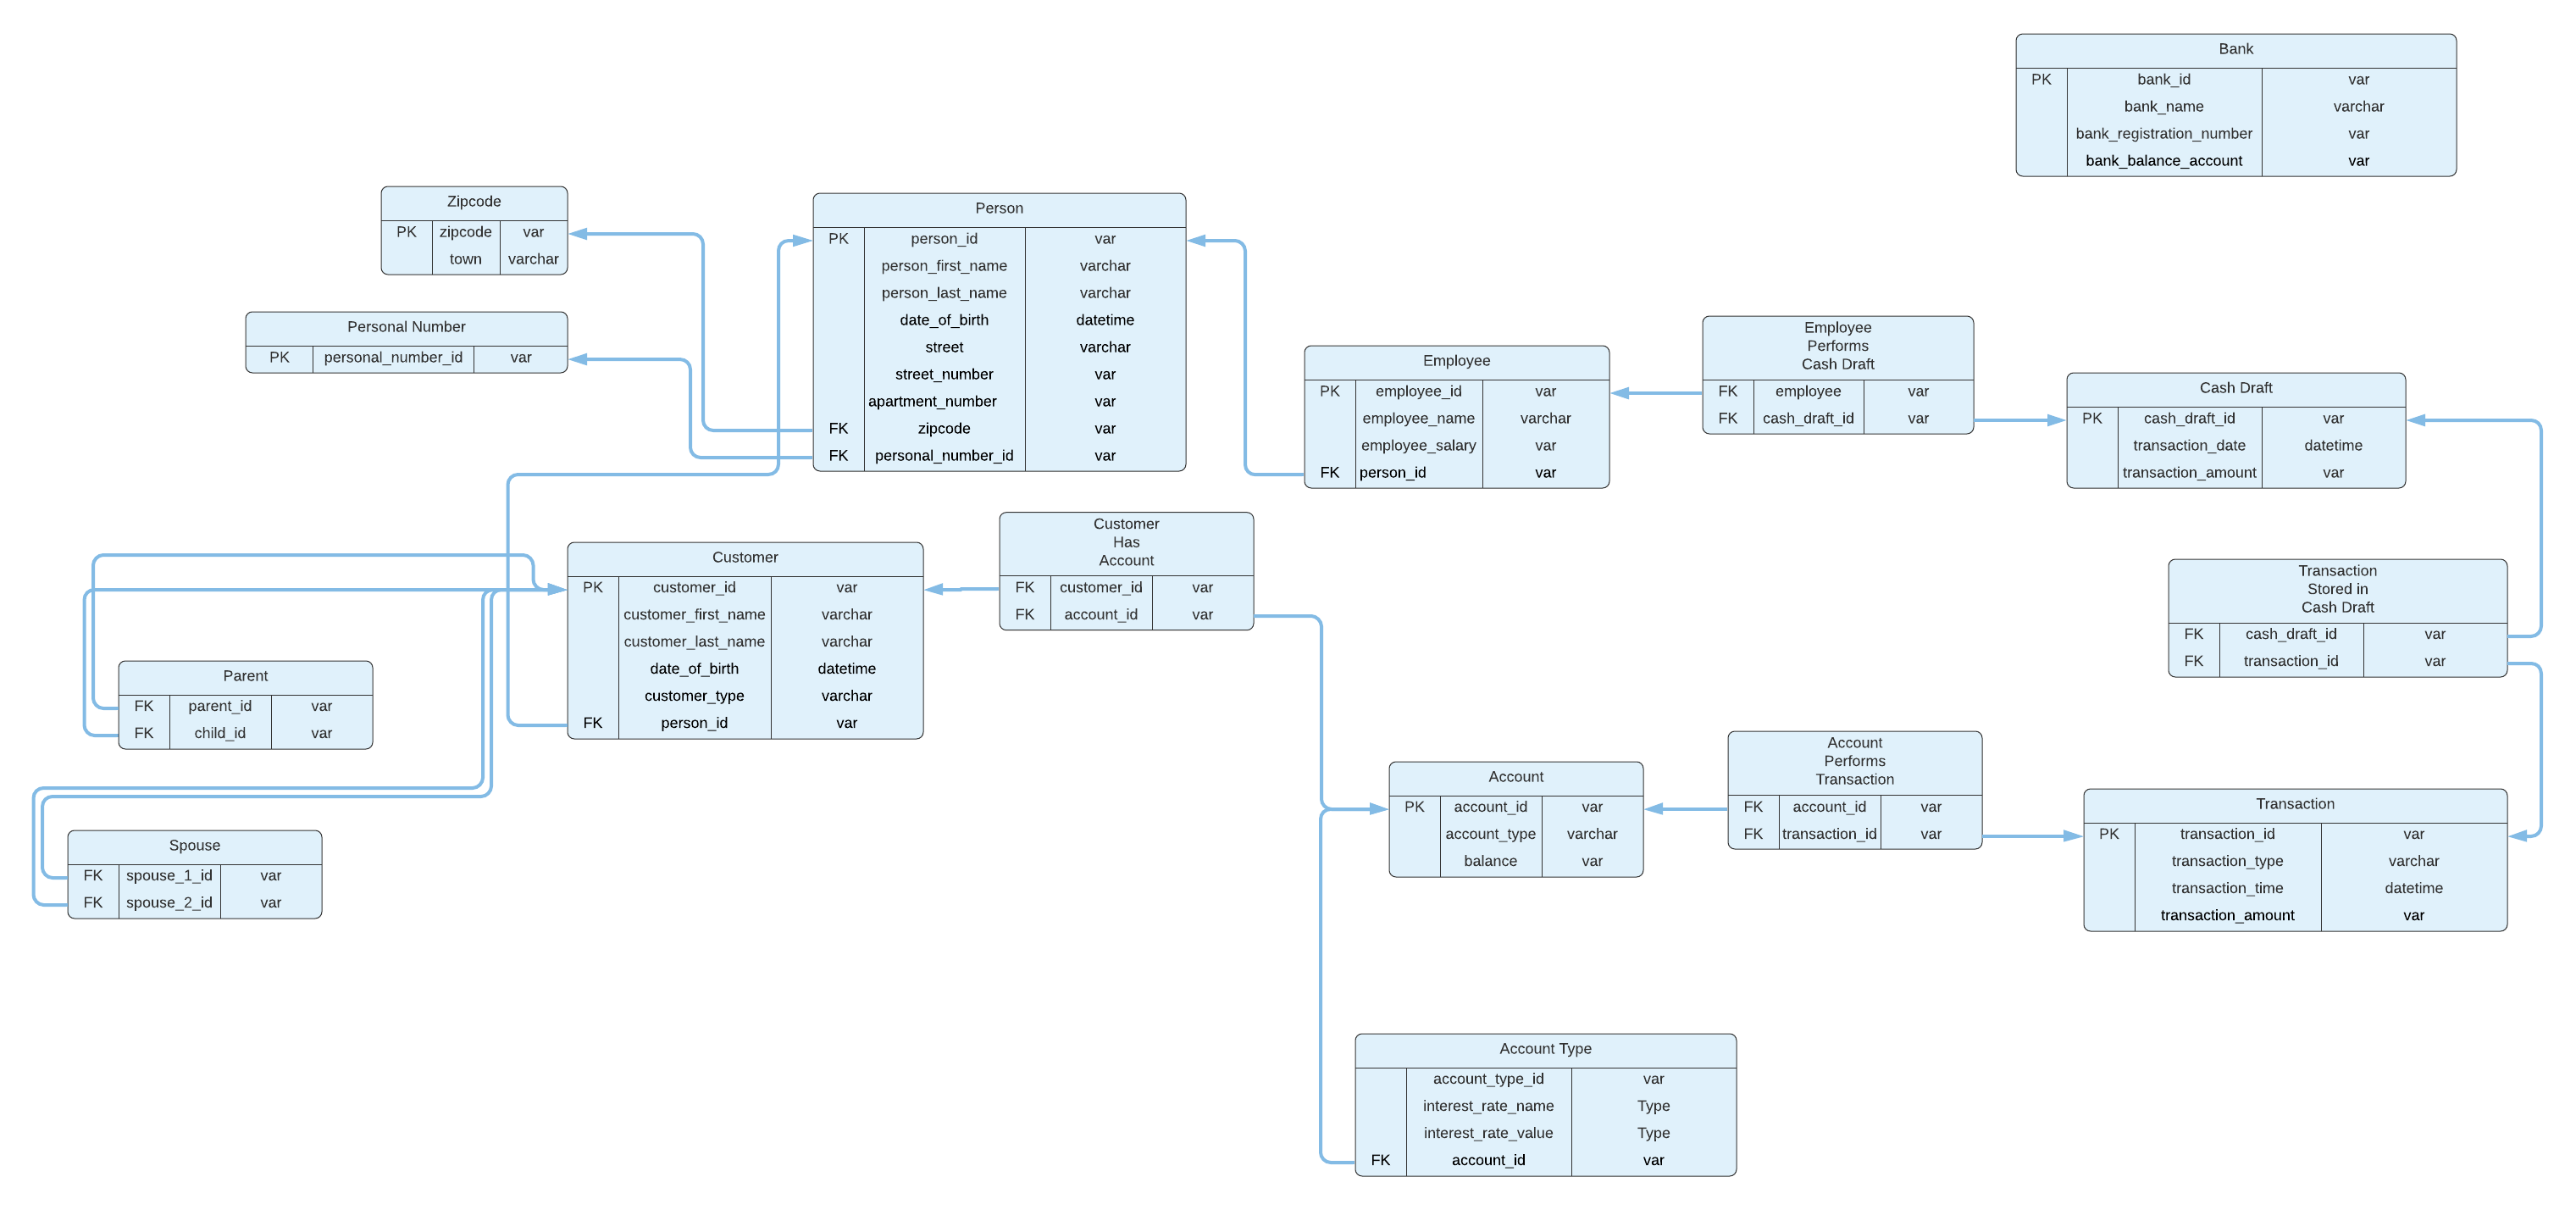 Bank
PK bank_id var
bank_name varchar
bank_registration_number var
bank_balance_account var
Zipcode
PK zipcode var
town varchar
Person
PK person_id var
person_first_name varchar
person_last_name varchar
date_of_birth datetime
street varchar
street_number var
apartment_number var
FK zipcode var
FK personal_number_id var
Personal Number
PK personal_number_id var
Employee
PK employee_id var
employee_name varchar
employee_salary var
FK person_id var
Employee
Performs
Cash Draft
FK employee var
FK cash_draft_id var
Cash Draft
PK cash_draft_id var
transaction_date datetime
transaction_amount var
Customer
PK customer_id var
customer_first_name varchar
customer_last_name varchar
date_of_birth datetime
customer_type varchar
FK person_id var
Customer
Has
Account
FK customer_id var
FK account_id var
Transaction
Stored in
Cash Draft
FK cash_draft_id var
FK transaction_id var
Parent
FK parent_id var
FK child_id var
Spouse
FK spouse_1_id var
FK spouse_2_id var
Account
PK account_id var
account_type varchar
balance var
Account
Performs
Transaction
FK account_id var
FK transaction_id var
Transaction
PK transaction_id var
transaction_type varchar
transaction_time datetime
transaction_amount var
Account Type
account_type_id var
interest_rate_name Type
interest_rate_value Type
FK account_id var